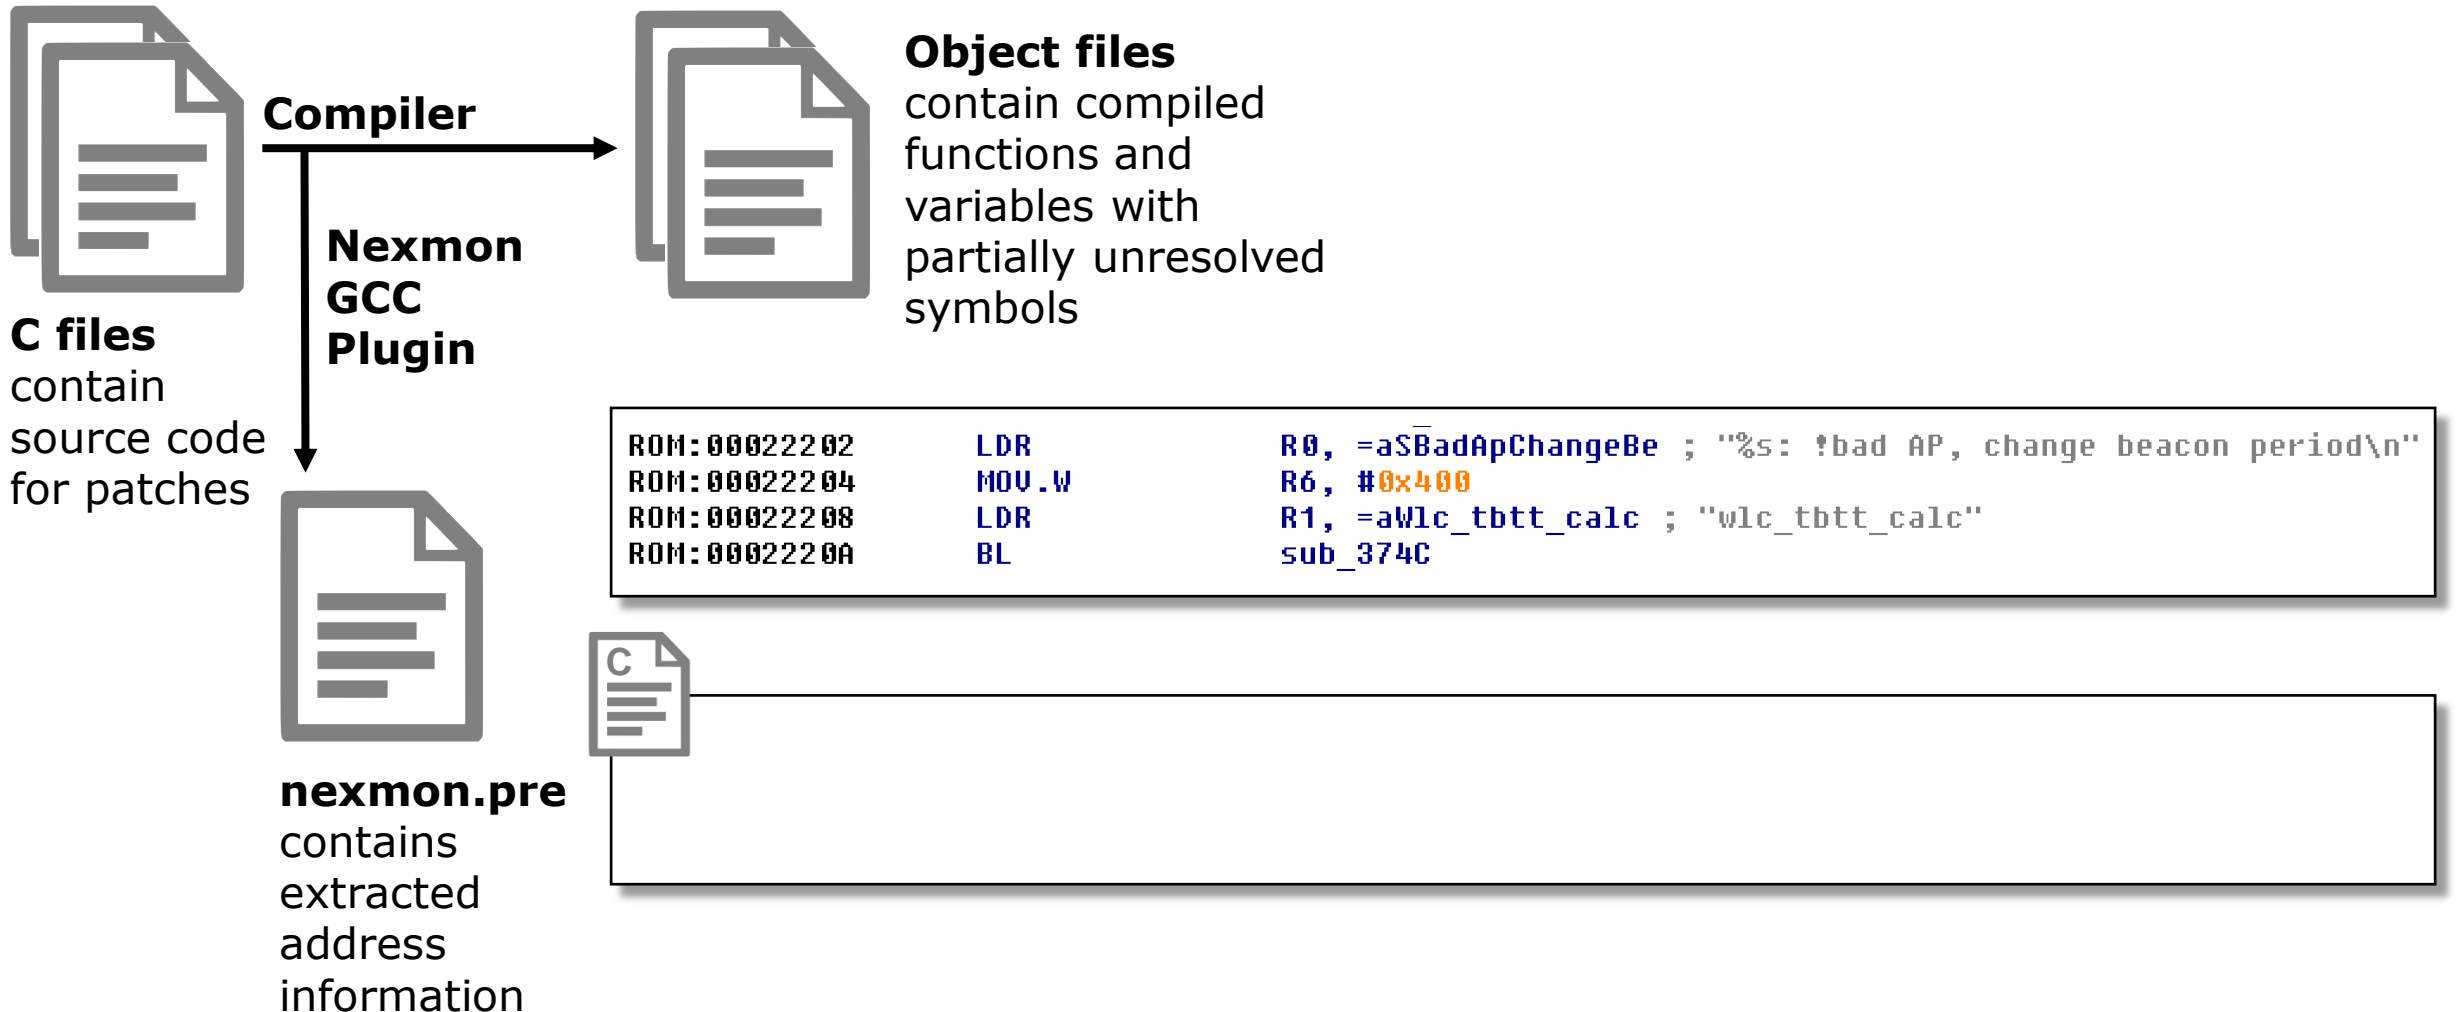 Compiler
Nexmon
GCC
Plugin
C files
contain
source code
for patches
Object files
contain compiled
functions and
variables with
partially unresolved
symbols
nexmon.pre
contains
extracted
address
information
ROM:00022202 LDR R0, =aSBadApChangeBe ; "%s: !bad AP, change beacon period\n"
ROM:00022204 MOV.W R6, #0x400
ROM:00022208 LDR R1, =aWlc_tbtt_calc ; "wlc_tbtt_calc"
ROM:0002220A BL sub_374C
C